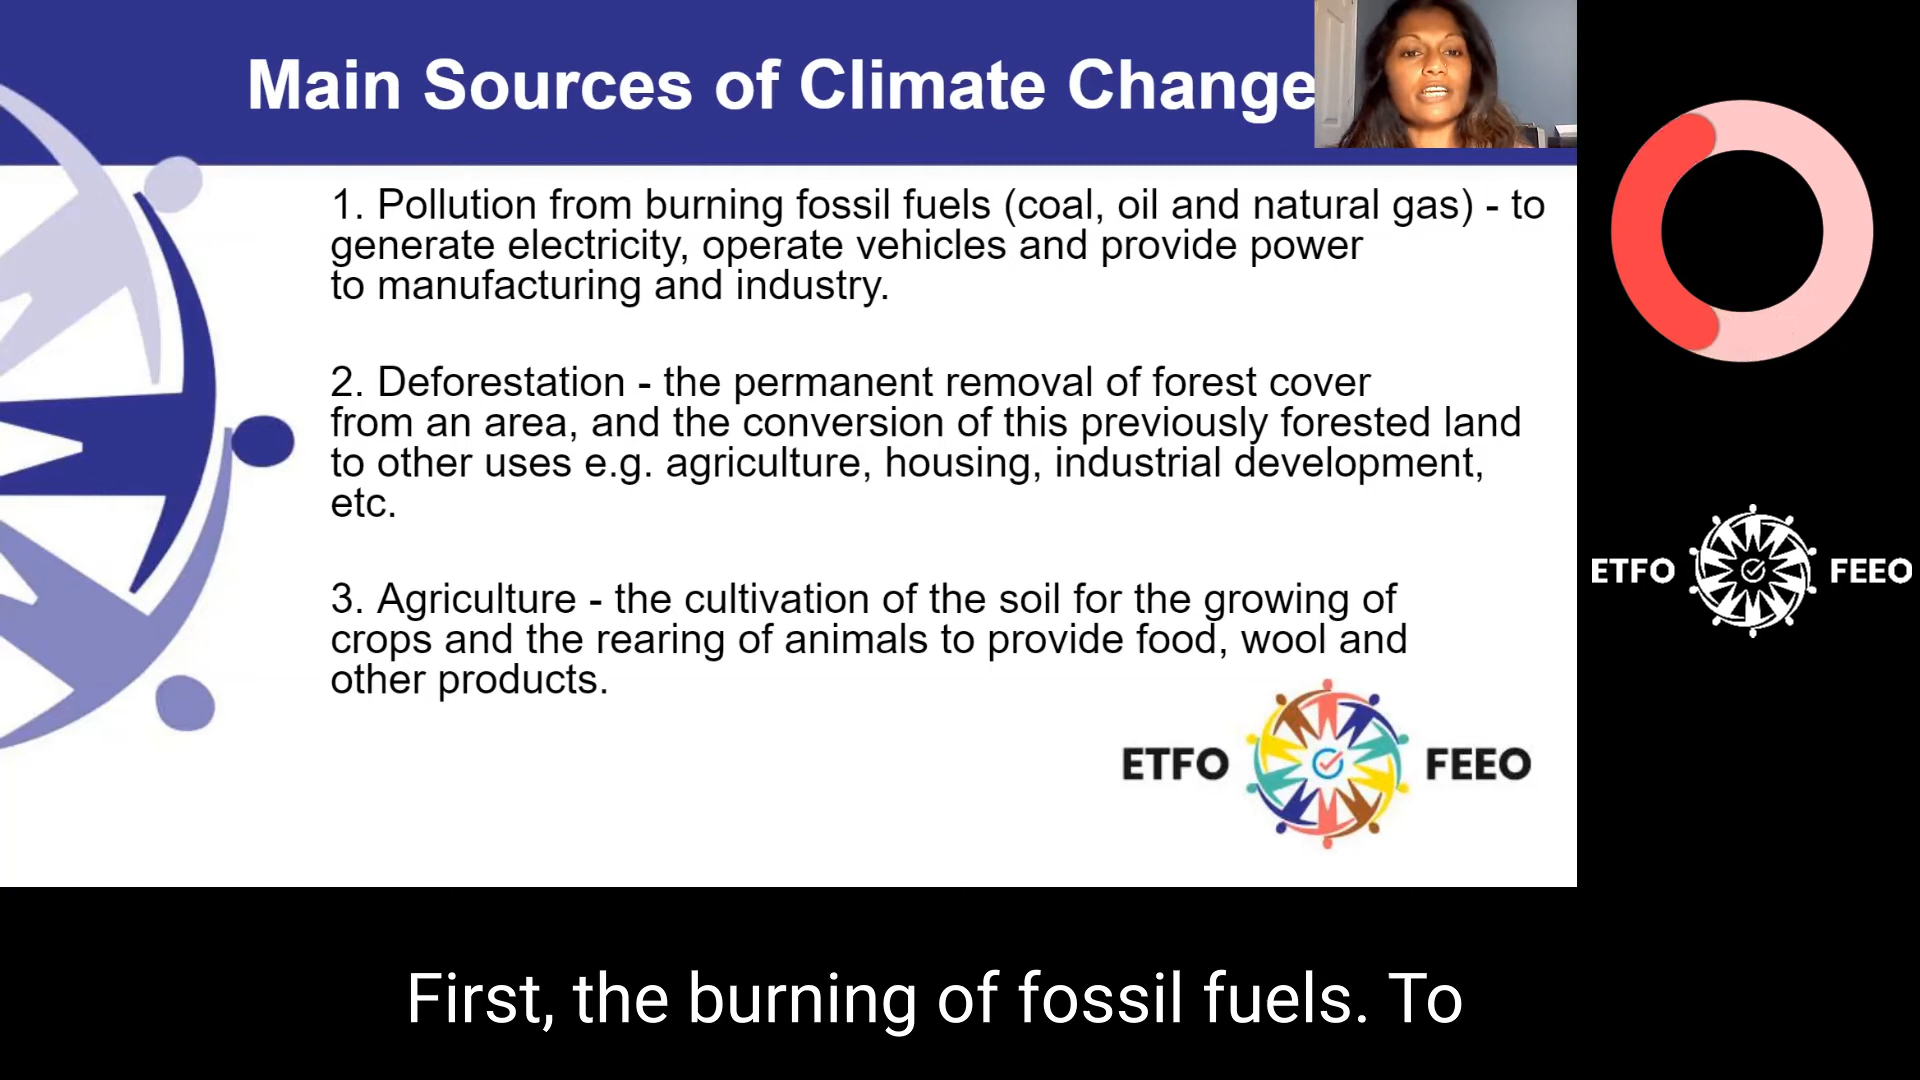 Main Sources of Climate Change
1. Pollution from burning fossil fuels (coal, oil and natural gas) - to
generate electricity, operate vehicles and provide power
to manufacturing and industry.
2. Deforestation - the permanent removal of forest cover
from an area, and the conversion of this previously forested land
to other uses e.g. agriculture, housing, industrial development,
etc.
3. Agriculture - the cultivation of the soil for the growing of
crops and the rearing of animals to provide food, wool and
other products.
ETFO FEEO
ETFO FEEO
First, the burning of fossil fuels. To